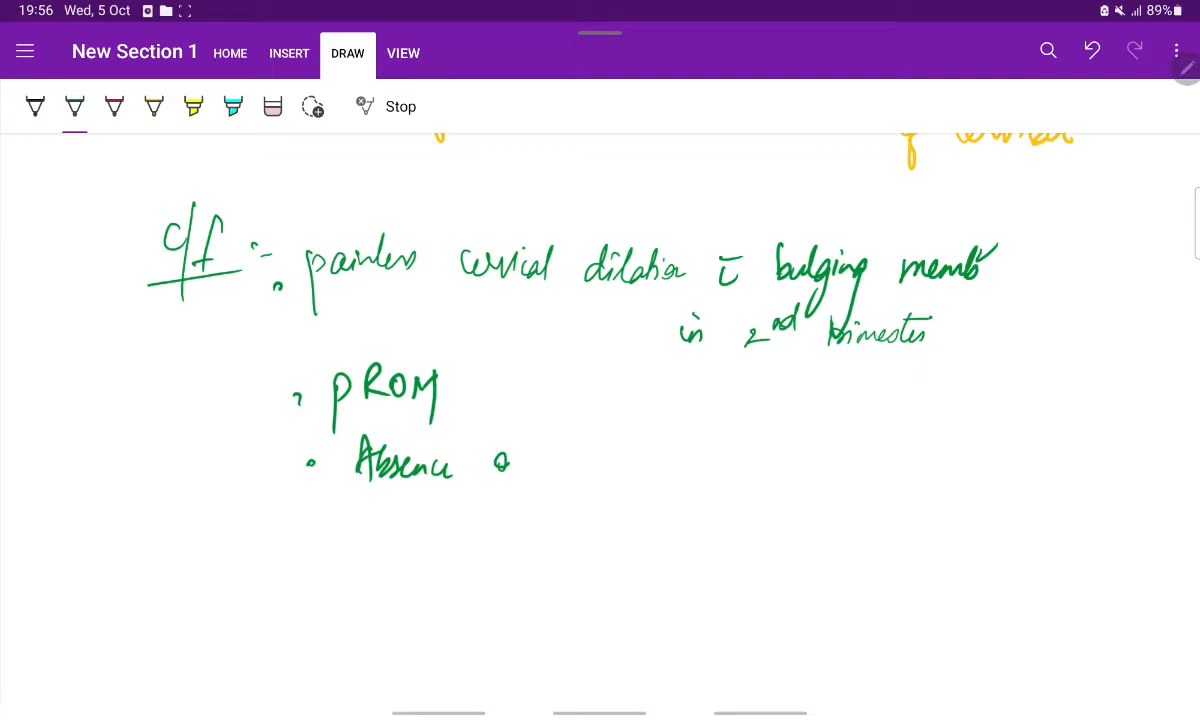 19:56 Wed, 5 Oct 89%
New Section 1 HOME INSERT DRAW VIEW
Stop
c/f :- painless cervical dilation c̄ bulging membr
in 2nd trimester
PROM
Absence o